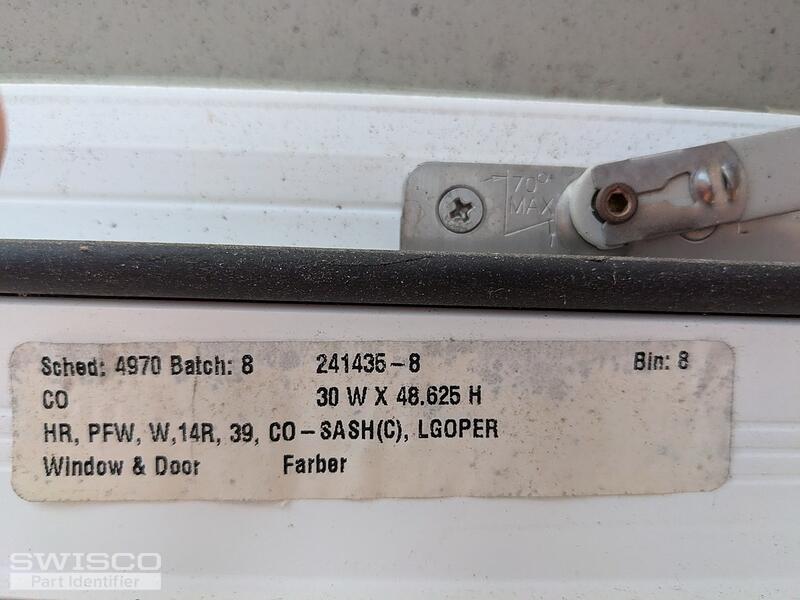 70°
MAX
Sched: 4970 Batch: 8 241435-8 Bin: 8
CO 30 W X 48.625 H
HR, PFW, W,14R, 39, CO-SASH(C), LGOPER
Window & Door Farber
SWISCO
Part Identifier